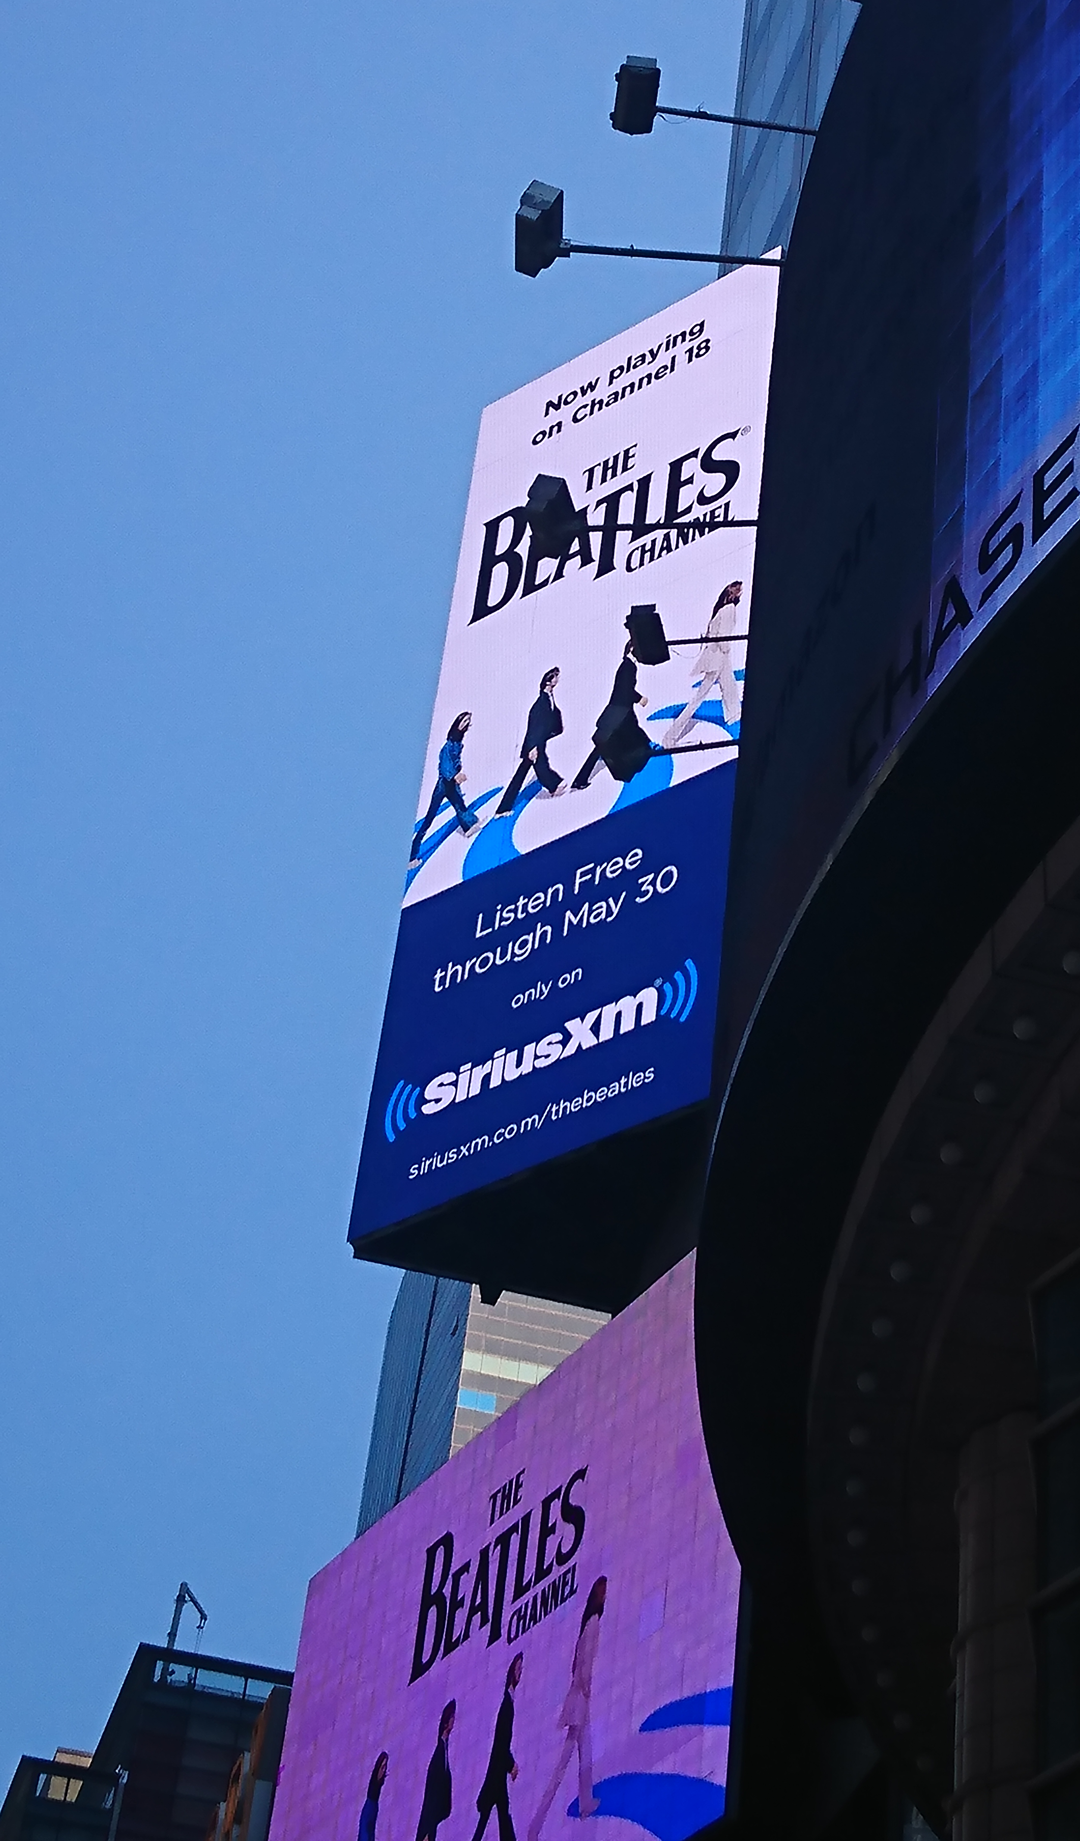 Now playing
on Channel 18
THE
BEATLES®
CHANNEL
Listen Free
through May 30
only on
SiriusXM®
siriusxm.com/thebeatles
CHASE
THE
BEATLES
CHANNEL